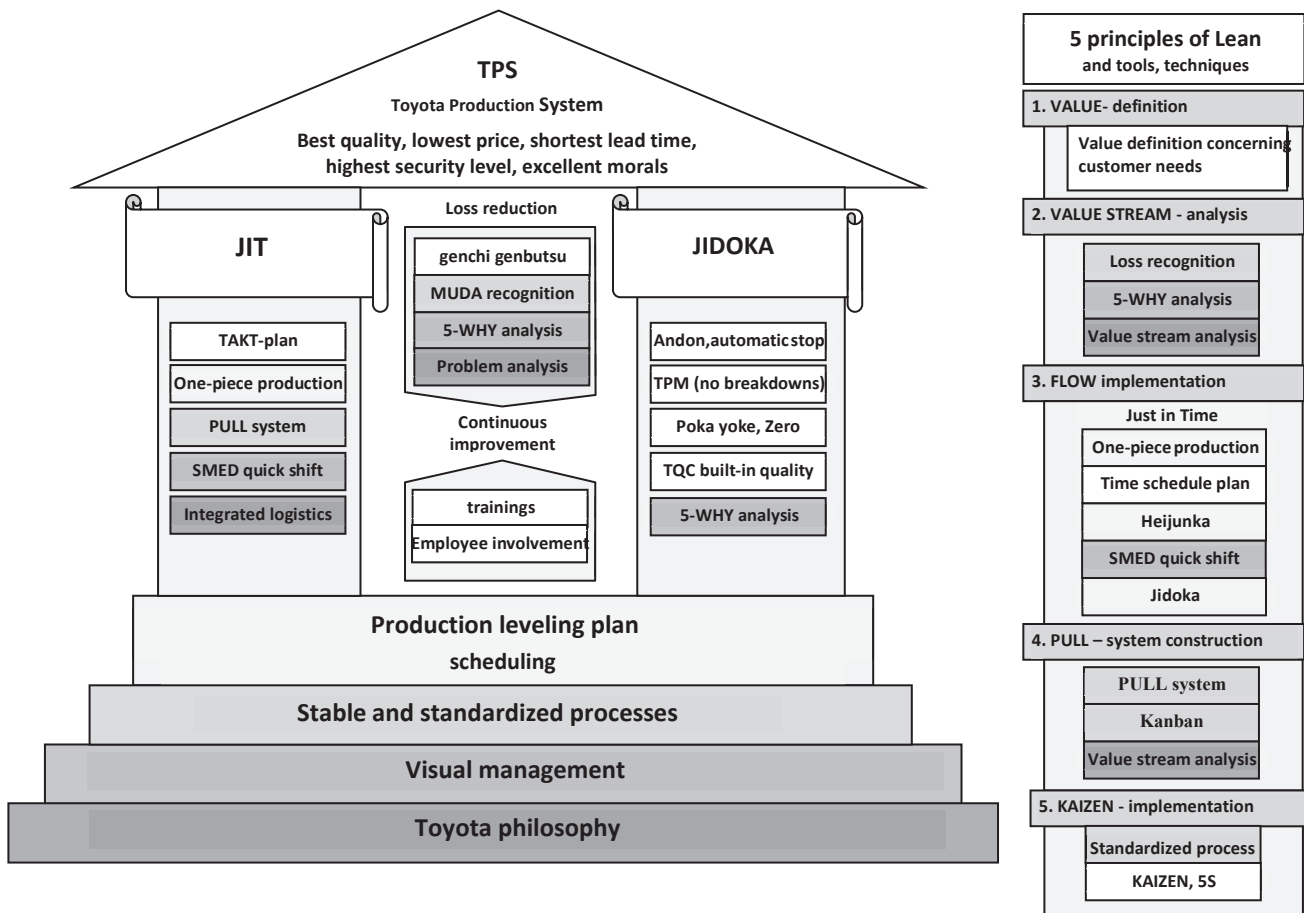 TPS
Toyota Production System
Best quality, lowest price, shortest lead time,
highest security level, excellent morals
JIT
TAKT-plan
One-piece production
PULL system
SMED quick shift
Integrated logistics
Loss reduction
genchi genbutsu
MUDA recognition
5-WHY analysis
Problem analysis
Continuous
improvement
trainings
Employee involvement
JIDOKA
Andon,automatic stop
TPM (no breakdowns)
Poka yoke, Zero
TQC built-in quality
5-WHY analysis
Production leveling plan
scheduling
Stable and standardized processes
Visual management
Toyota philosophy
5 principles of Lean
and tools, techniques
1. VALUE- definition
Value definition concerning
customer needs
2. VALUE STREAM - analysis
Loss recognition
5-WHY analysis
Value stream analysis
3. FLOW implementation
Just in Time
One-piece production
Time schedule plan
Heijunka
SMED quick shift
Jidoka
4. PULL – system construction
PULL system
Kanban
Value stream analysis
5. KAIZEN - implementation
Standardized process
KAIZEN, 5S